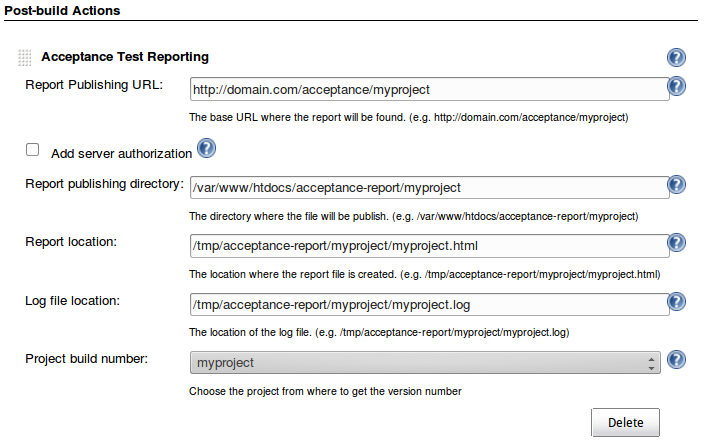 Post-build Actions
Acceptance Test Reporting
Report Publishing URL: http://domain.com/acceptance/myproject
The base URL where the report will be found. (e.g. http://domain.com/acceptance/myproject)
Add server authorization
Report publishing directory: /var/www/htdocs/acceptance-report/myproject
The directory where the file will be publish. (e.g. /var/www/htdocs/acceptance-report/myproject)
Report location: /tmp/acceptance-report/myproject/myproject.html
The location where the report file is created. (e.g. /tmp/acceptance-report/myproject/myproject.html)
Log file location: /tmp/acceptance-report/myproject/myproject.log
The location of the log file. (e.g. /tmp/acceptance-report/myproject/myproject.log)
Project build number: myproject
Choose the project from where to get the version number
Delete